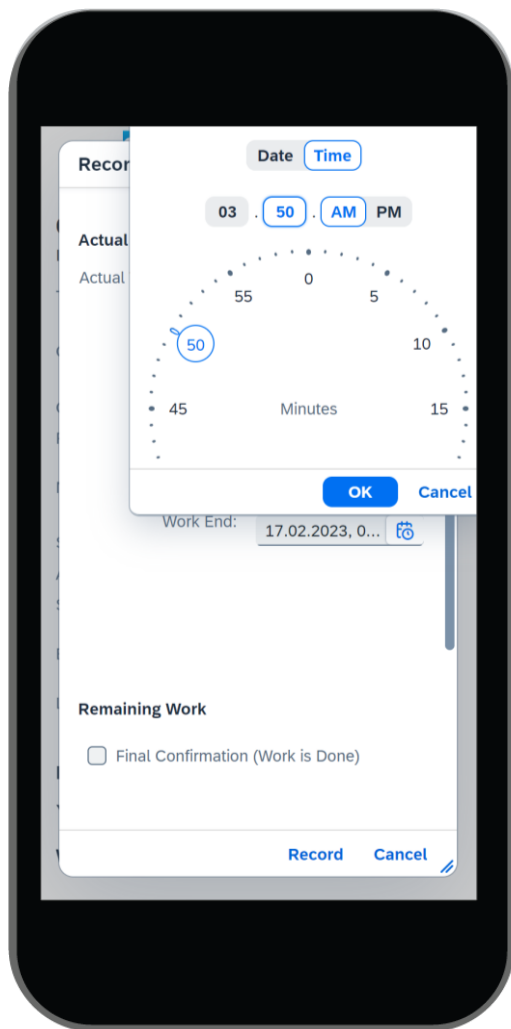 Date Time
Recor
03 . 50 . AM PM
Actual
Actual
0
55 5
50 10
45 Minutes 15
OK Cancel
Work End: 17.02.2023, 0...
Remaining Work
Final Confirmation (Work is Done)
Record Cancel